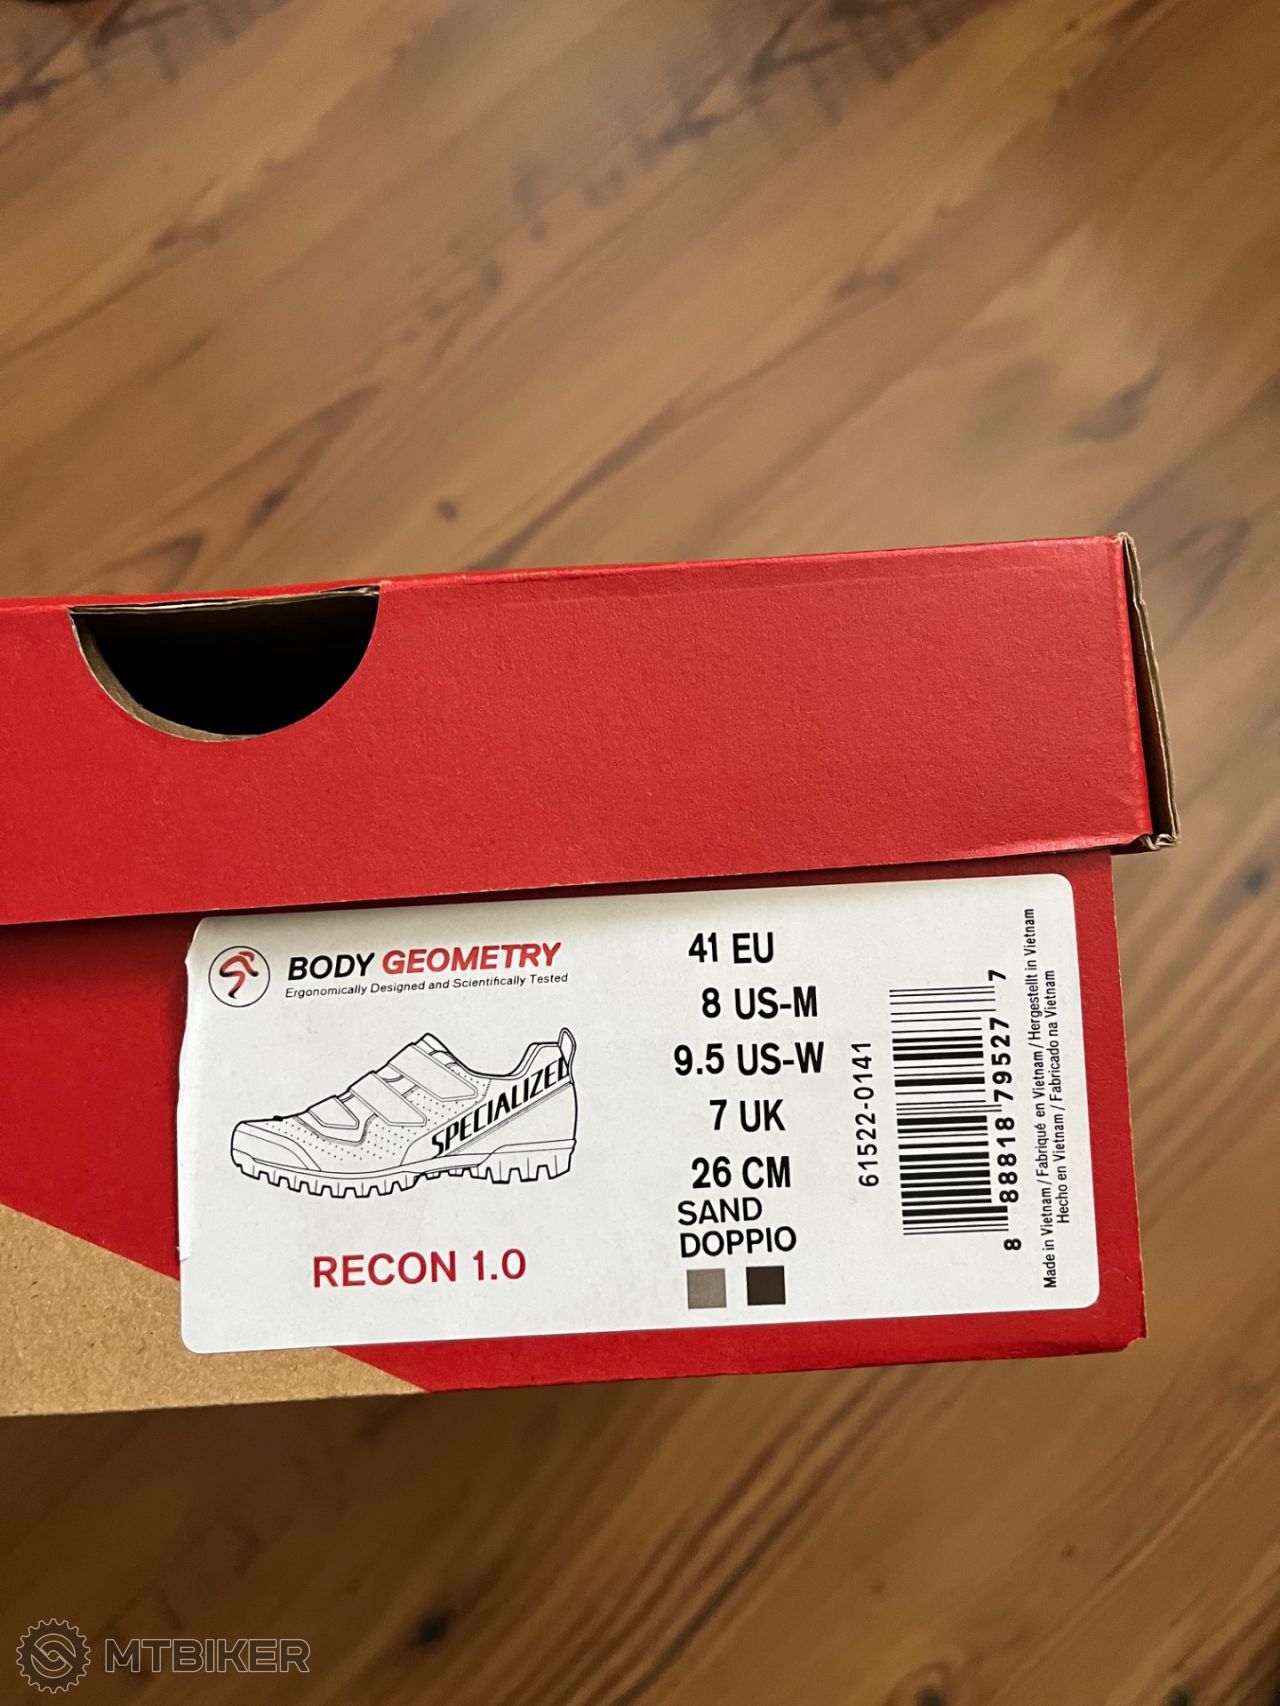 BODY GEOMETRY
Ergonomically Designed and Scientifically Tested
SPECIALIZED
RECON 1.0
41 EU
8 US-M
9.5 US-W
7 UK
26 CM
SAND
DOPPIO
61522-0141
8 88818 79527 7
Made in Vietnam / Fabriqué en Vietnam / Hergestellt in Vietnam
Hecho en Vietnam / Fabricado na Vietnam
MTBIKER